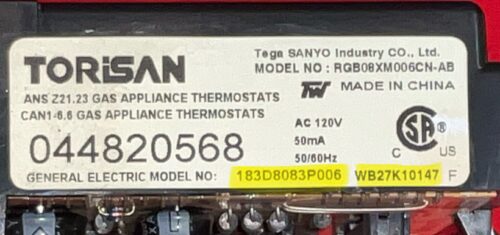 TORiSAN
Tega SANYO Industry CO., Ltd.
MODEL NO : RGB08XM006CN-AB
TW MADE IN CHINA
ANS Z21.23 GAS APPLIANCE THERMOSTATS
CAN1-6.6 GAS APPLIANCE THERMOSTATS
044820568
AC 120V
50mA
50/60Hz
SA
C US
GENERAL ELECTRIC MODEL NO: 183D8083P006 WB27K10147 F